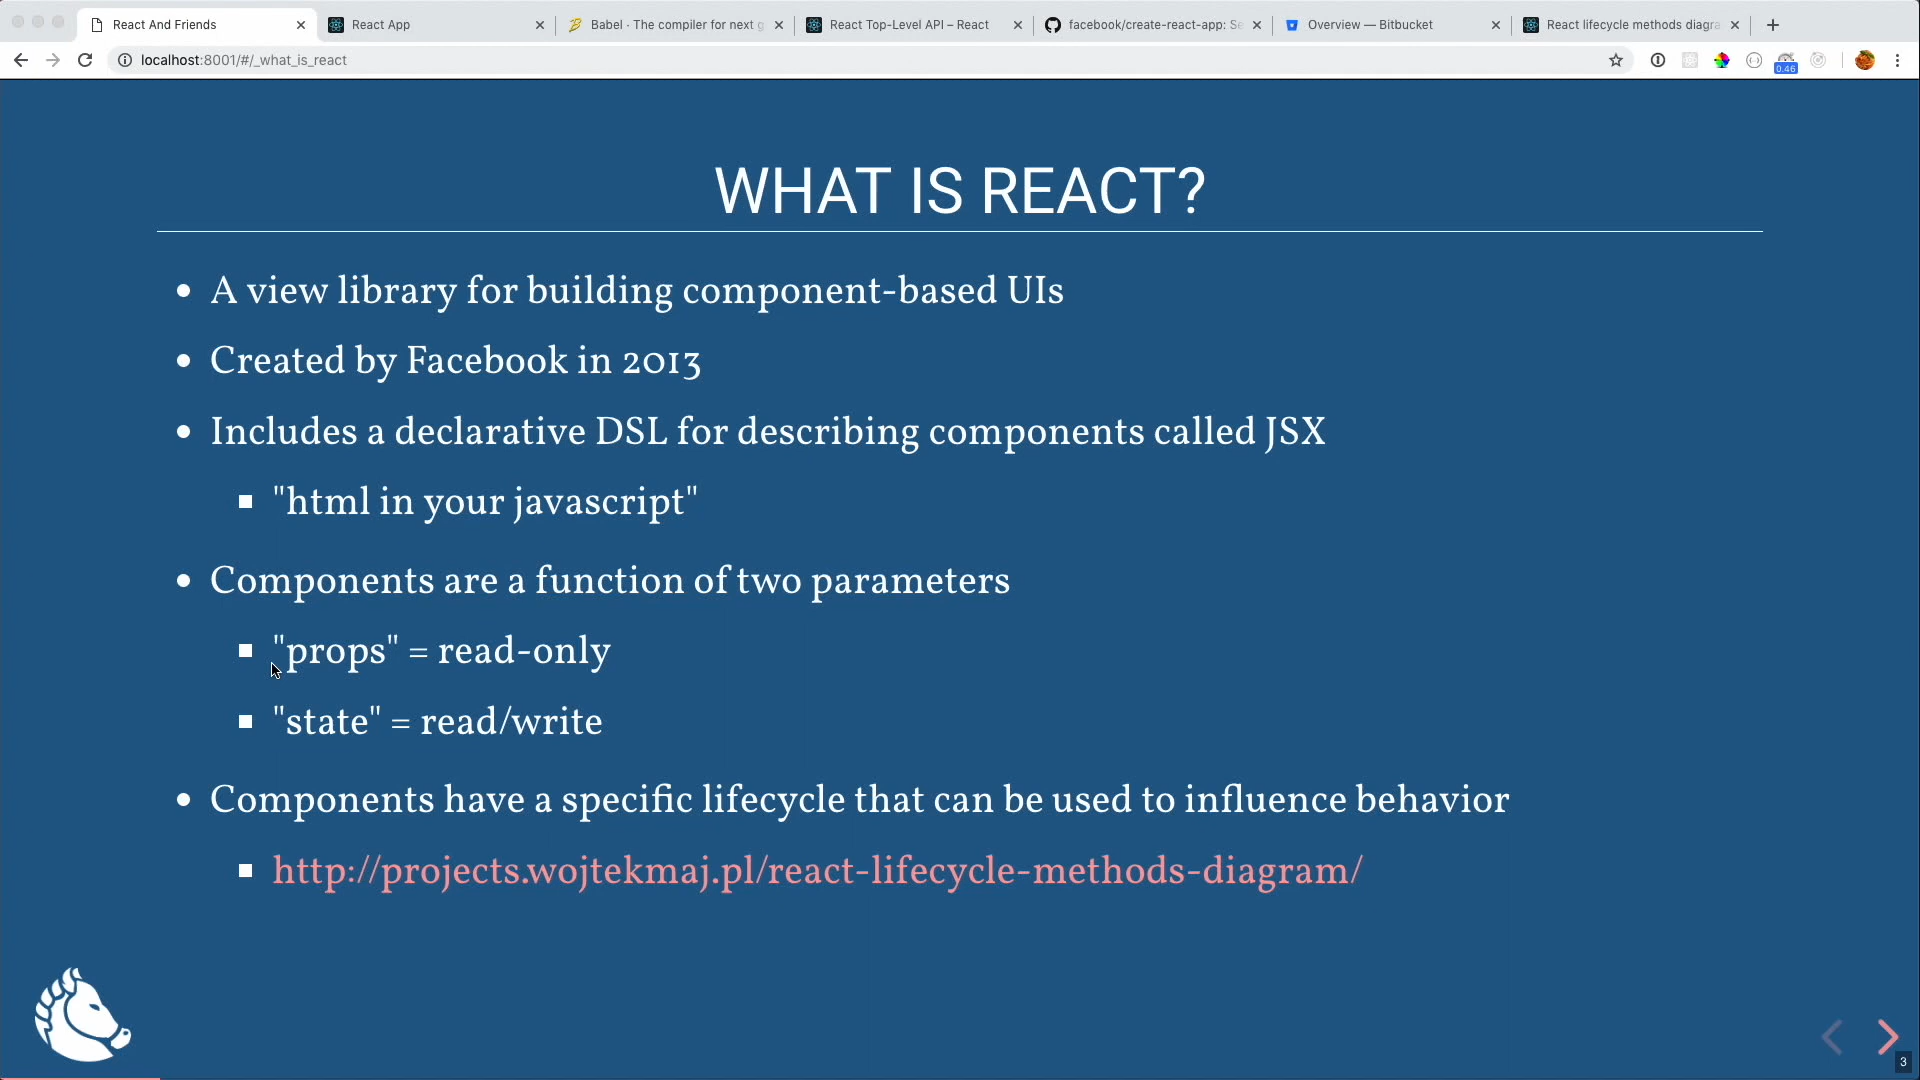 React And Friends
React App
Babel · The compiler for next g
React Top-Level API – React
facebook/create-react-app: Se
Overview — Bitbucket
React lifecycle methods diagra
localhost:8001/#/_what_is_react
0.46
WHAT IS REACT?
A view library for building component-based UIs
Created by Facebook in 2013
Includes a declarative DSL for describing components called JSX
"html in your javascript"
Components are a function of two parameters
"props" = read-only
"state" = read/write
Components have a specific lifecycle that can be used to influence behavior
http://projects.wojtekmaj.pl/react-lifecycle-methods-diagram/
3